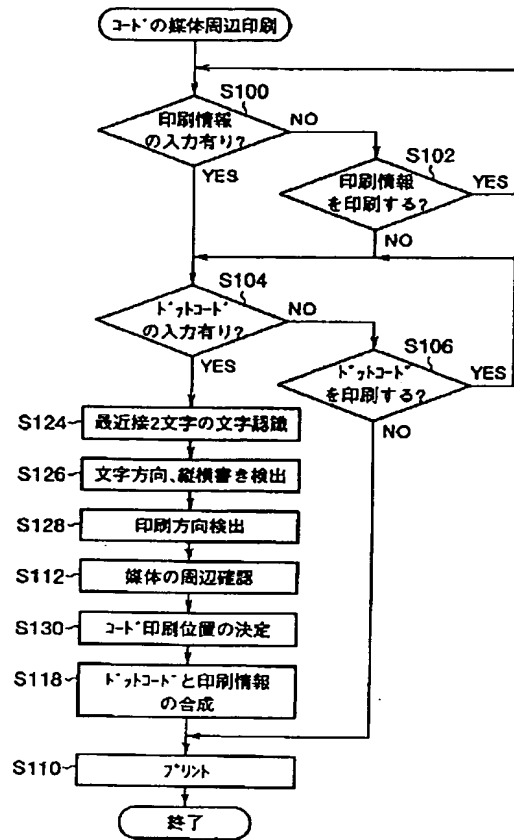 コードの媒体周辺印刷
S100
印刷情報
の入力有り?
NO
YES
S102
印刷情報
を印刷する?
YES
NO
S104
ドットコード
の入力有り?
NO
YES
S106
ドットコード
を印刷する?
YES
NO
S124
最近接2文字の文字認識
S126
文字方向、縦横書き検出
S128
印刷方向検出
S112
媒体の周辺確認
S130
コード印刷位置の決定
S118
ドットコードと印刷情報
の合成
S110
プリント
終了